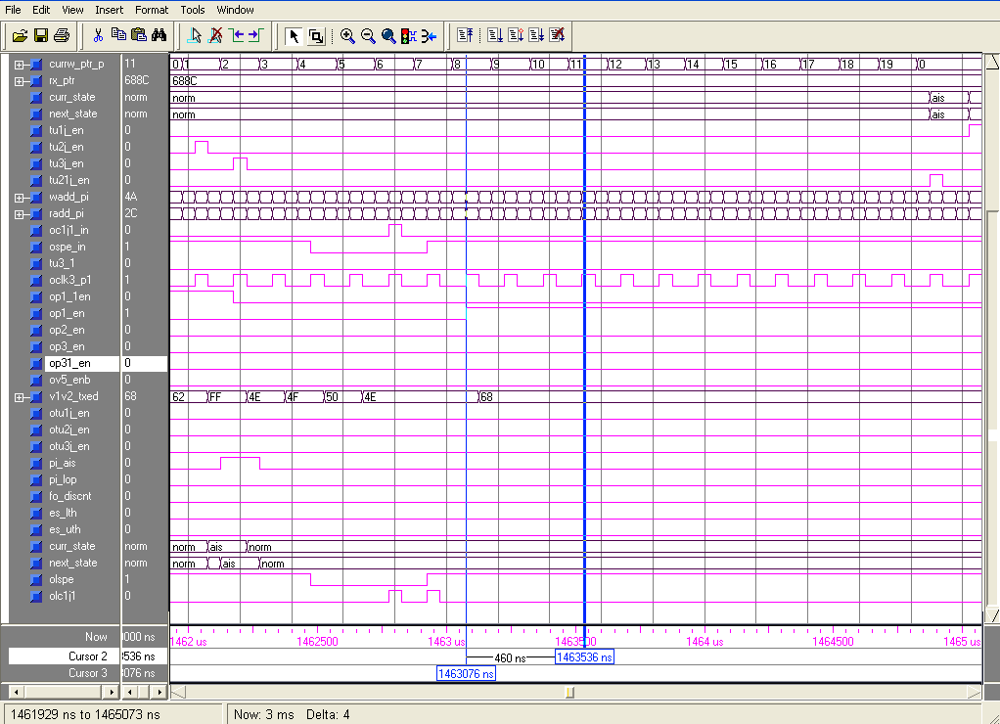 File Edit View Insert Format Tools Window
currw_ptr_p 11 0 1 2 3 4 5 6 7 8 9 10 11 12 13 14 15 16 17 18 19 0
rx_ptr 688C 688C
curr_state norm norm ais
next_state norm norm ais
tu1j_en 0
tu2j_en 0
tu3j_en 0
tu21j_en 0
wadd_pi 4A
radd_pi 2C
oc1j1_in 0
ospe_in 1
tu3_1 0
oclk3_p1 1
op1_1en 0
op1_en 1
op2_en 0
op3_en 0
op31_en 0
ov5_enb 0
v1v2_txed 68 62 FF 4E 4F 50 4E 68
otu1j_en 0
otu2j_en 0
otu3j_en 0
pi_ais 0
pi_lop 0
fo_discnt 0
es_lth 0
es_uth 0
curr_state norm norm ais norm
next_state norm norm ais norm
olspe 1
olc1j1 0
Now 000 ns 1462 us 1462500 1463 us 1463500 1464 us 1464500 1465 us
Cursor 2 536 ns 460 ns 1463536 ns
Cursor 3 076 ns 1463076 ns
1461929 ns to 1465073 ns Now: 3 ms Delta: 4